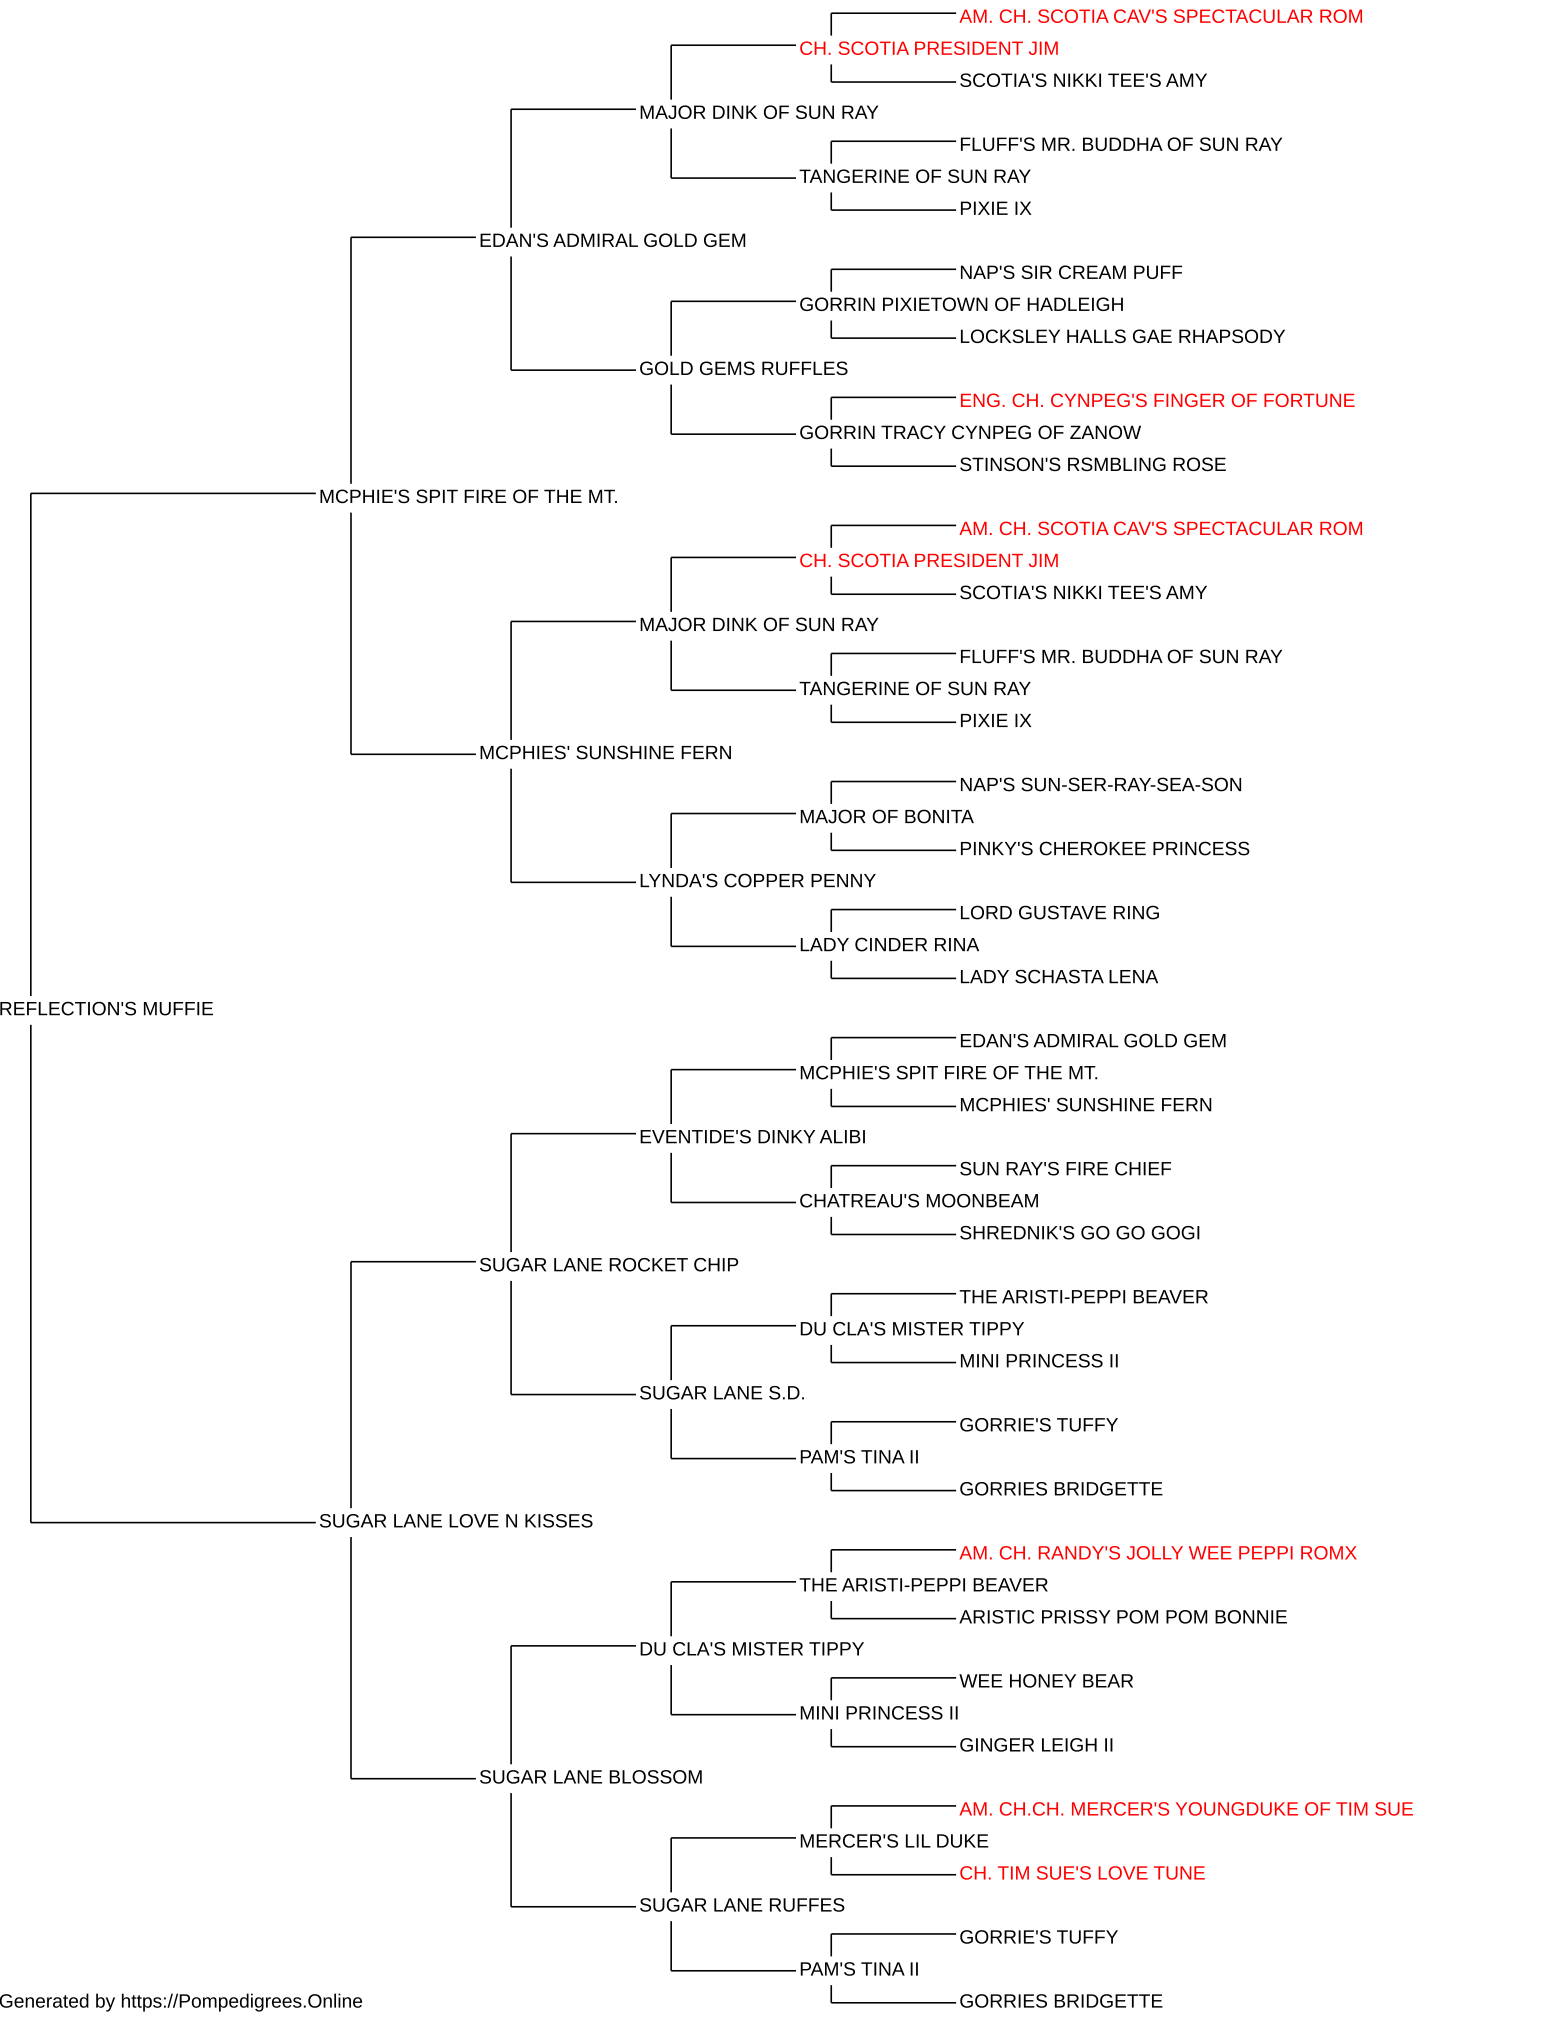 AM. CH. SCOTIA CAV'S SPECTACULAR ROM
CH. SCOTIA PRESIDENT JIM
SCOTIA'S NIKKI TEE'S AMY
MAJOR DINK OF SUN RAY
FLUFF'S MR. BUDDHA OF SUN RAY
TANGERINE OF SUN RAY
PIXIE IX
EDAN'S ADMIRAL GOLD GEM
NAP'S SIR CREAM PUFF
GORRIN PIXIETOWN OF HADLEIGH
LOCKSLEY HALLS GAE RHAPSODY
GOLD GEMS RUFFLES
ENG. CH. CYNPEG'S FINGER OF FORTUNE
GORRIN TRACY CYNPEG OF ZANOW
STINSON'S RSMBLING ROSE
MCPHIE'S SPIT FIRE OF THE MT.
AM. CH. SCOTIA CAV'S SPECTACULAR ROM
CH. SCOTIA PRESIDENT JIM
SCOTIA'S NIKKI TEE'S AMY
MAJOR DINK OF SUN RAY
FLUFF'S MR. BUDDHA OF SUN RAY
TANGERINE OF SUN RAY
PIXIE IX
MCPHIES' SUNSHINE FERN
NAP'S SUN-SER-RAY-SEA-SON
MAJOR OF BONITA
PINKY'S CHEROKEE PRINCESS
LYNDA'S COPPER PENNY
LORD GUSTAVE RING
LADY CINDER RINA
LADY SCHASTA LENA
REFLECTION'S MUFFIE
EDAN'S ADMIRAL GOLD GEM
MCPHIE'S SPIT FIRE OF THE MT.
MCPHIES' SUNSHINE FERN
EVENTIDE'S DINKY ALIBI
SUN RAY'S FIRE CHIEF
CHATREAU'S MOONBEAM
SHREDNIK'S GO GO GOGI
SUGAR LANE ROCKET CHIP
THE ARISTI-PEPPI BEAVER
DU CLA'S MISTER TIPPY
MINI PRINCESS II
SUGAR LANE S.D.
GORRIE'S TUFFY
PAM'S TINA II
GORRIES BRIDGETTE
SUGAR LANE LOVE N KISSES
AM. CH. RANDY'S JOLLY WEE PEPPI ROMX
THE ARISTI-PEPPI BEAVER
ARISTIC PRISSY POM POM BONNIE
DU CLA'S MISTER TIPPY
WEE HONEY BEAR
MINI PRINCESS II
GINGER LEIGH II
SUGAR LANE BLOSSOM
AM. CH.CH. MERCER'S YOUNGDUKE OF TIM SUE
MERCER'S LIL DUKE
CH. TIM SUE'S LOVE TUNE
SUGAR LANE RUFFES
GORRIE'S TUFFY
PAM'S TINA II
GORRIES BRIDGETTE
Generated by https://Pompedigrees.Online